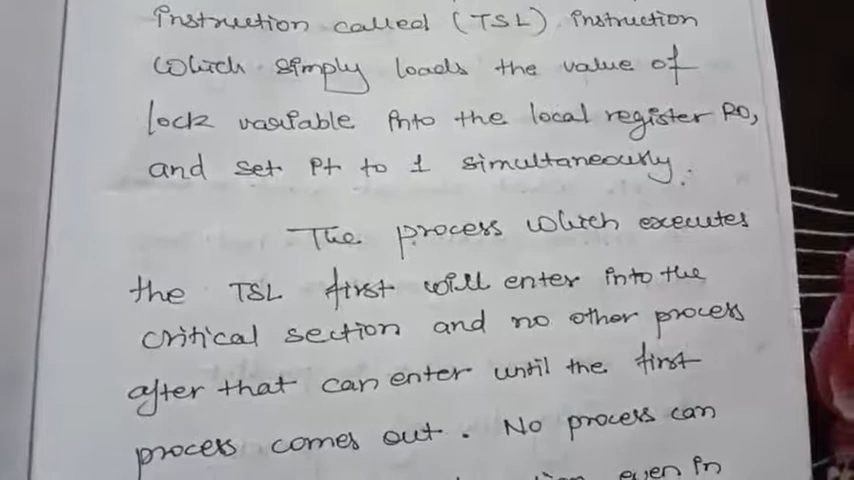 instruction called (TSL) instruction
which simply loads the value of
lock variable into the local register R0,
and set it to 1 simultaneously.
The process which executes
the TSL first will enter into the
critical section and no other process
after that can enter until the first
process comes out. No process can
even in